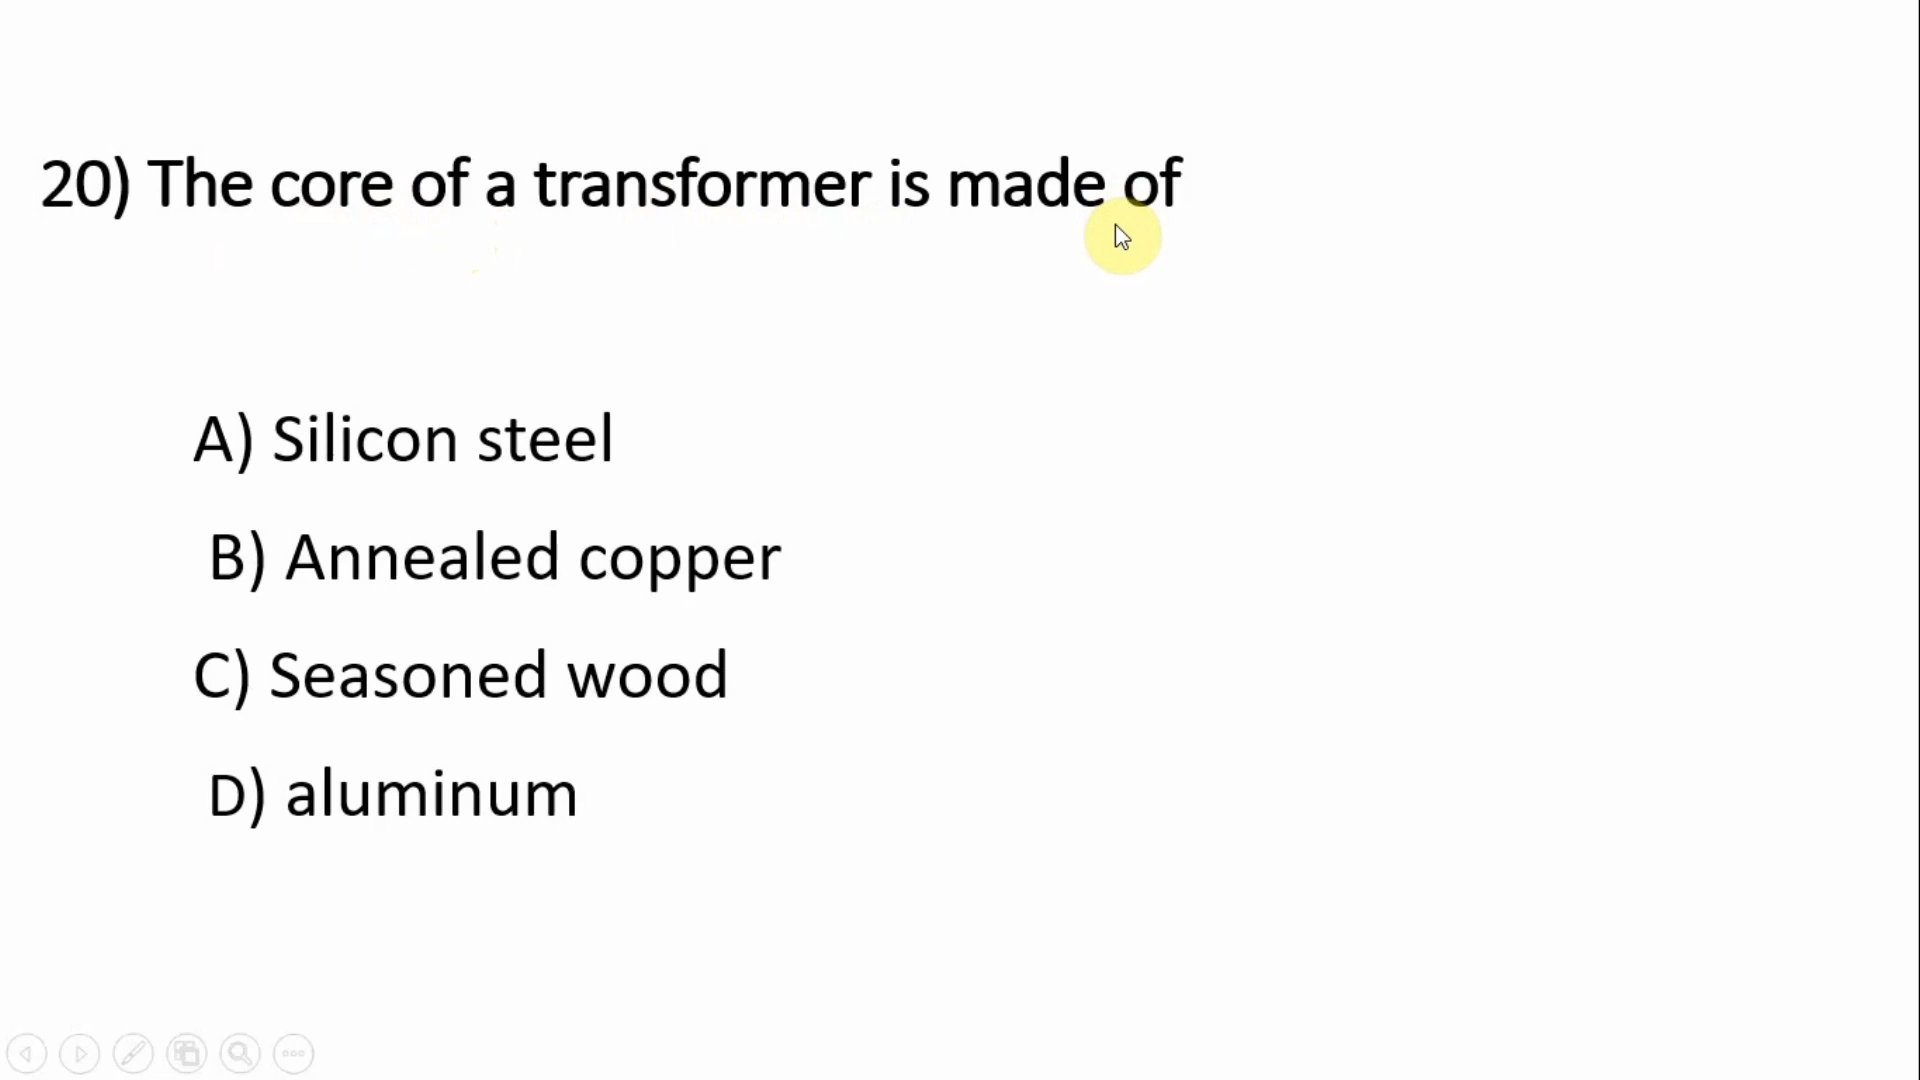 20) The core of a transformer is made of
A) Silicon steel
B) Annealed copper
C) Seasoned wood
D) aluminum